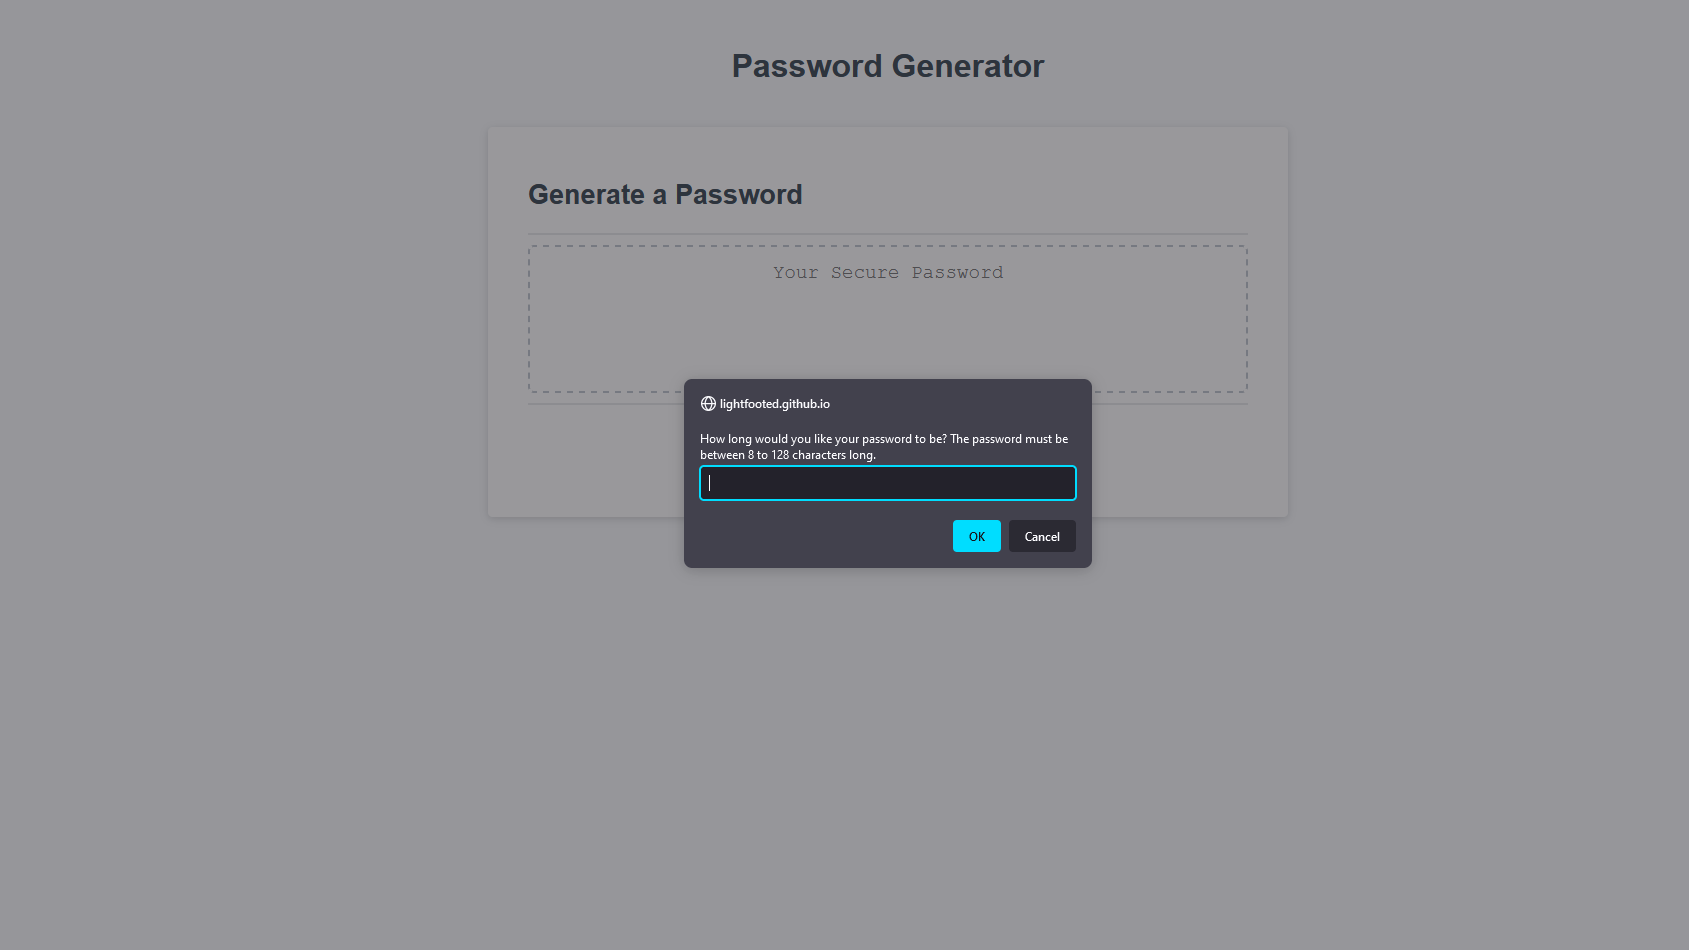 Password Generator
Generate a Password
Your Secure Password
lightfooted.github.io
How long would you like your password to be? The password must be
between 8 to 128 characters long.
OK
Cancel